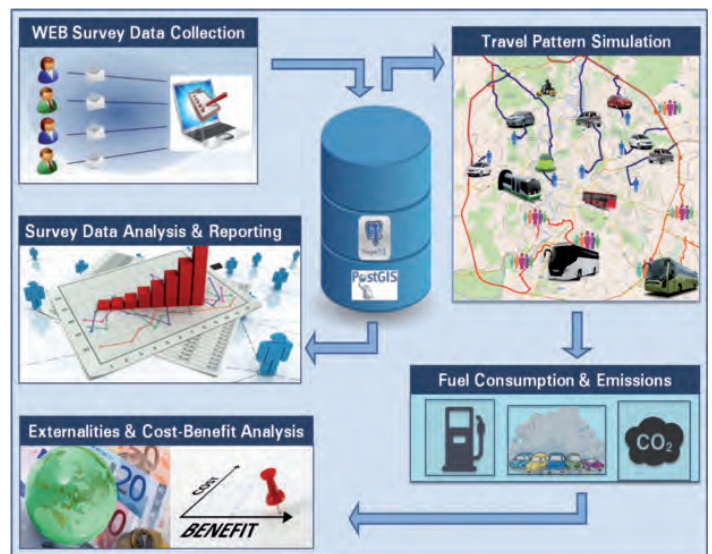 WEB Survey Data Collection
Travel Pattern Simulation
Survey Data Analysis & Reporting
PostGIS
Fuel Consumption & Emissions
CO₂
Externalities & Cost-Benefit Analysis
20
COST
BENEFIT